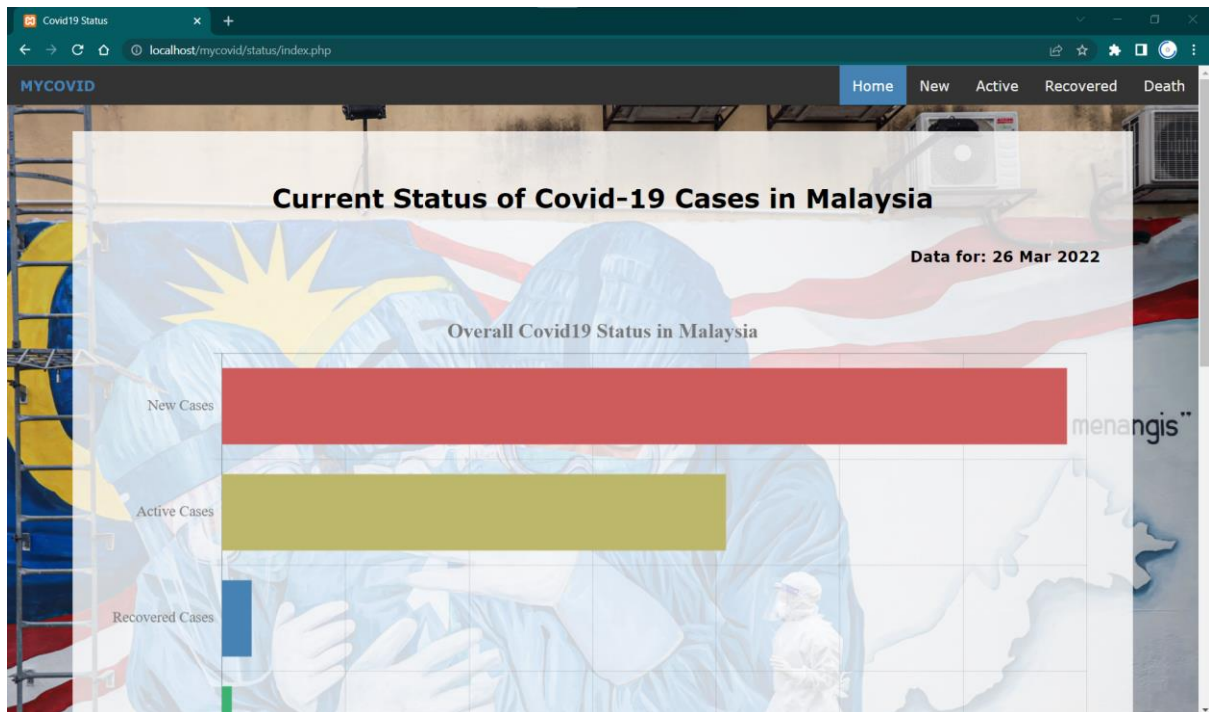 Covid19 Status
localhost/mycovid/status/index.php
MYCOVID Home New Active Recovered Death
Current Status of Covid-19 Cases in Malaysia
Data for: 26 Mar 2022
Overall Covid19 Status in Malaysia
New Cases
menangis”
Active Cases
Recovered Cases